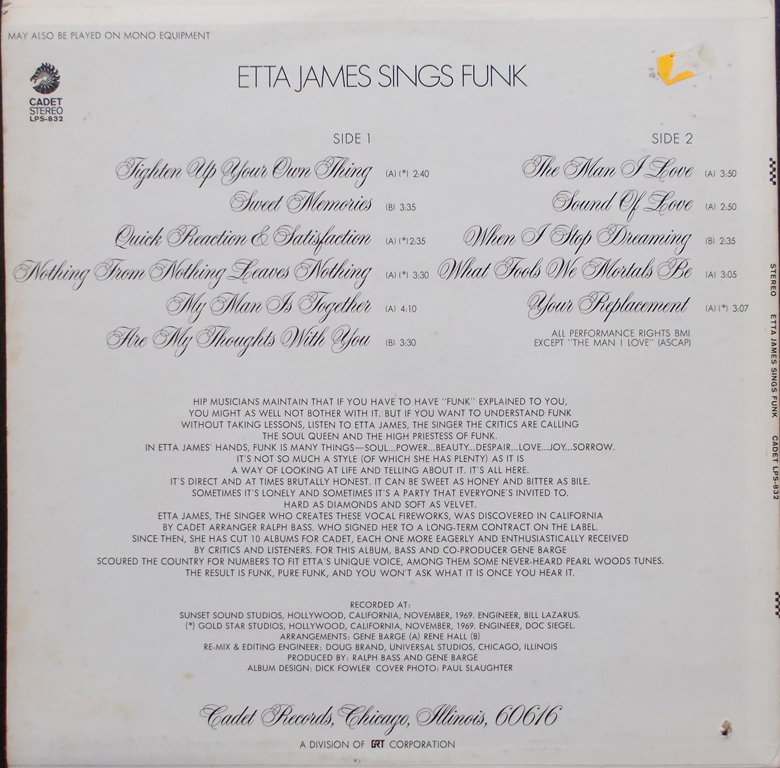 MAY ALSO BE PLAYED ON MONO EQUIPMENT
ETTA JAMES SINGS FUNK
CADET
STEREO
LPS-832
SIDE 1
Tighten Up Your Own Thing (A) (*) 2:40
Sweet Memories (B) 3:35
Quick Reaction & Satisfaction (A) (*) 2:35
Nothing From Nothing Leaves Nothing (A) (*) 3:30
My Man Is Together (A) 4:10
Are My Thoughts With You (B) 3:30
SIDE 2
The Man I Love (A) 3:50
Sound Of Love (A) 2:50
When I Stop Dreaming (B) 2:35
What Fools We Mortals Be (A) 3:05
Your Replacement (A) (*) 3:07
ALL PERFORMANCE RIGHTS BMI
EXCEPT "THE MAN I LOVE" (ASCAP)
HIP MUSICIANS MAINTAIN THAT IF YOU HAVE TO HAVE "FUNK" EXPLAINED TO YOU,
YOU MIGHT AS WELL NOT BOTHER WITH IT. BUT IF YOU WANT TO UNDERSTAND FUNK
WITHOUT TAKING LESSONS, LISTEN TO ETTA JAMES, THE SINGER THE CRITICS ARE CALLING
THE SOUL QUEEN AND THE HIGH PRIESTESS OF FUNK.
IN ETTA JAMES' HANDS, FUNK IS MANY THINGS—SOUL...POWER...BEAUTY...DESPAIR...LOVE...JOY...SORROW.
IT'S NOT SO MUCH A STYLE (OF WHICH SHE HAS PLENTY) AS IT IS
A WAY OF LOOKING AT LIFE AND TELLING ABOUT IT. IT'S ALL HERE.
IT'S DIRECT AND AT TIMES BRUTALLY HONEST. IT CAN BE SWEET AS HONEY AND BITTER AS BILE.
SOMETIMES IT'S LONELY AND SOMETIMES IT'S A PARTY THAT EVERYONE'S INVITED TO.
HARD AS DIAMONDS AND SOFT AS VELVET.
ETTA JAMES, THE SINGER WHO CREATES THESE VOCAL FIREWORKS, WAS DISCOVERED IN CALIFORNIA
BY CADET ARRANGER RALPH BASS. WHO SIGNED HER TO A LONG-TERM CONTRACT ON THE LABEL.
SINCE THEN, SHE HAS CUT 10 ALBUMS FOR CADET, EACH ONE MORE EAGERLY AND ENTHUSIASTICALLY RECEIVED
BY CRITICS AND LISTENERS. FOR THIS ALBUM, BASS AND CO-PRODUCER GENE BARGE
SCOURED THE COUNTRY FOR NUMBERS TO FIT ETTA'S UNIQUE VOICE, AMONG THEM SOME NEVER-HEARD PEARL WOODS TUNES.
THE RESULT IS FUNK, PURE FUNK, AND YOU WON'T ASK WHAT IT IS ONCE YOU HEAR IT.
RECORDED AT:
SUNSET SOUND STUDIOS, HOLLYWOOD, CALIFORNIA, NOVEMBER, 1969. ENGINEER, BILL LAZARUS.
(*) GOLD STAR STUDIOS, HOLLYWOOD, CALIFORNIA, NOVEMBER, 1969. ENGINEER, DOC SIEGEL.
ARRANGEMENTS: GENE BARGE (A) RENE HALL (B)
RE-MIX & EDITING ENGINEER: DOUG BRAND, UNIVERSAL STUDIOS, CHICAGO, ILLINOIS
PRODUCED BY: RALPH BASS AND GENE BARGE
ALBUM DESIGN: DICK FOWLER COVER PHOTO: PAUL SLAUGHTER
Cadet Records, Chicago, Illinois, 60616
A DIVISION OF GRT CORPORATION
STEREO ETTA JAMES SINGS FUNK CADET LPS-832